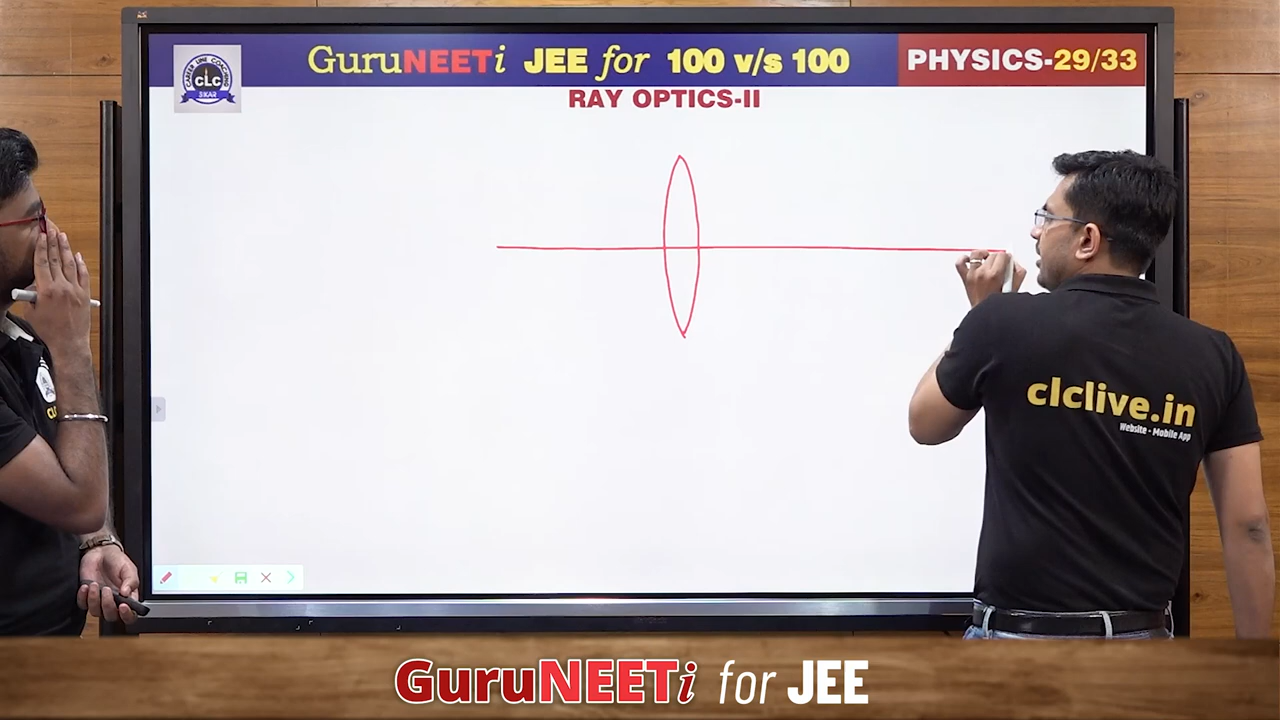 GuruNEETi JEE for 100 v/s 100
PHYSICS-29/33
CAREER LINE COACHING
CLC
SIKAR
RAY OPTICS-II
clclive.in
Website - Mobile App
GuruNEETi for JEE